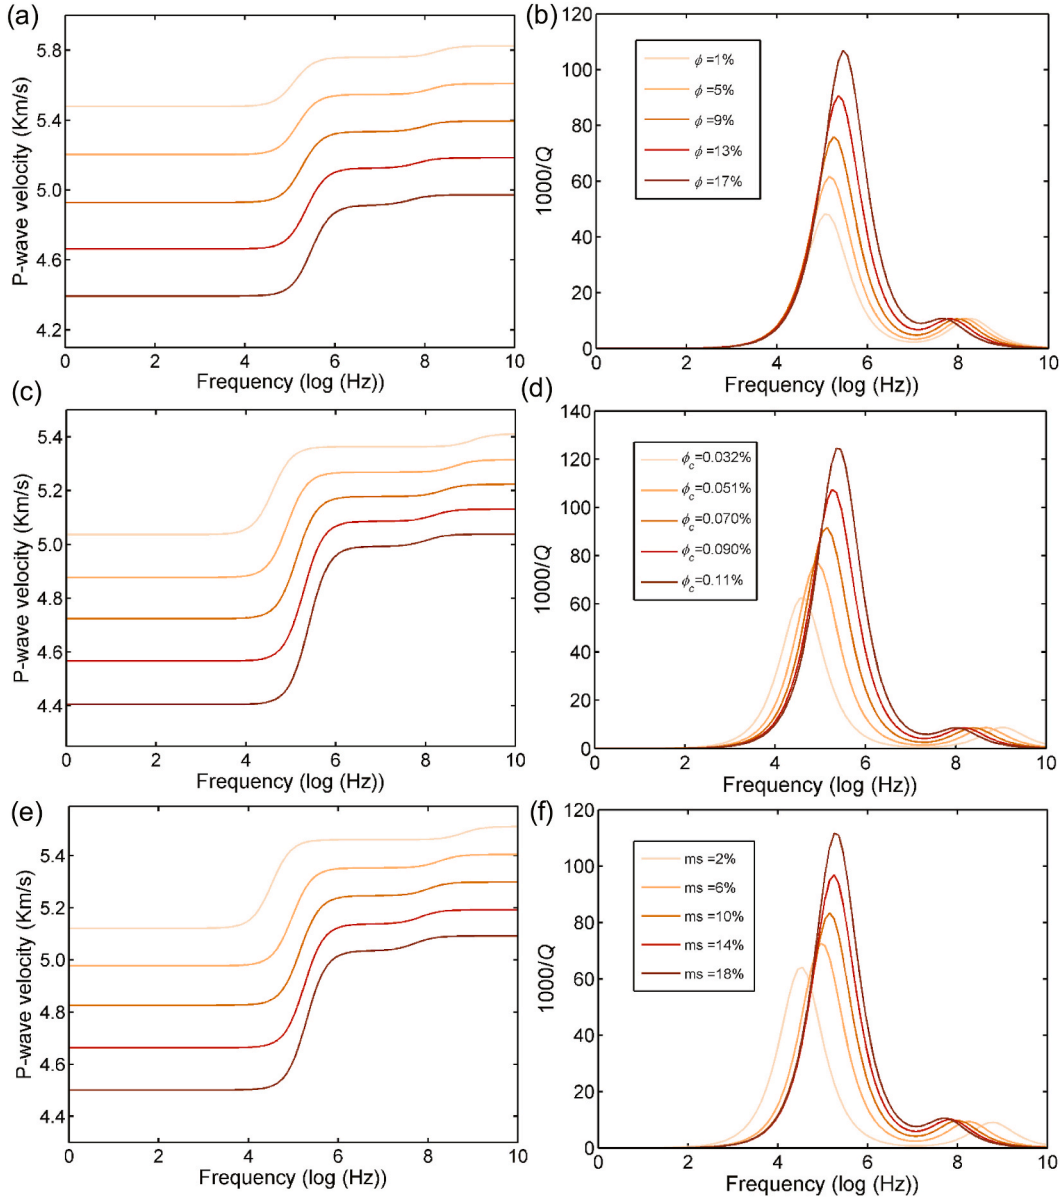 (a)
P-wave velocity (Km/s)
5.8
5.4
5.0
4.6
4.2
0 2 4 6 8 10
Frequency (log (Hz))
(b)
1000/Q
120
100
80
60
40
20
0
ϕ =1%
ϕ =5%
ϕ =9%
ϕ =13%
ϕ =17%
0 2 4 6 8 10
Frequency (log (Hz))
(c)
P-wave velocity (Km/s)
5.4
5.2
5.0
4.8
4.6
4.4
0 2 4 6 8 10
Frequency (log (Hz))
(d)
1000/Q
140
120
100
80
60
40
20
0
ϕc=0.032%
ϕc=0.051%
ϕc=0.070%
ϕc=0.090%
ϕc=0.11%
0 2 4 6 8 10
Frequency (log (Hz))
(e)
P-wave velocity (Km/s)
5.4
5.2
5.0
4.8
4.6
4.4
0 2 4 6 8 10
Frequency (log (Hz))
(f)
1000/Q
120
100
80
60
40
20
0
ms =2%
ms =6%
ms =10%
ms =14%
ms =18%
0 2 4 6 8 10
Frequency (log (Hz))